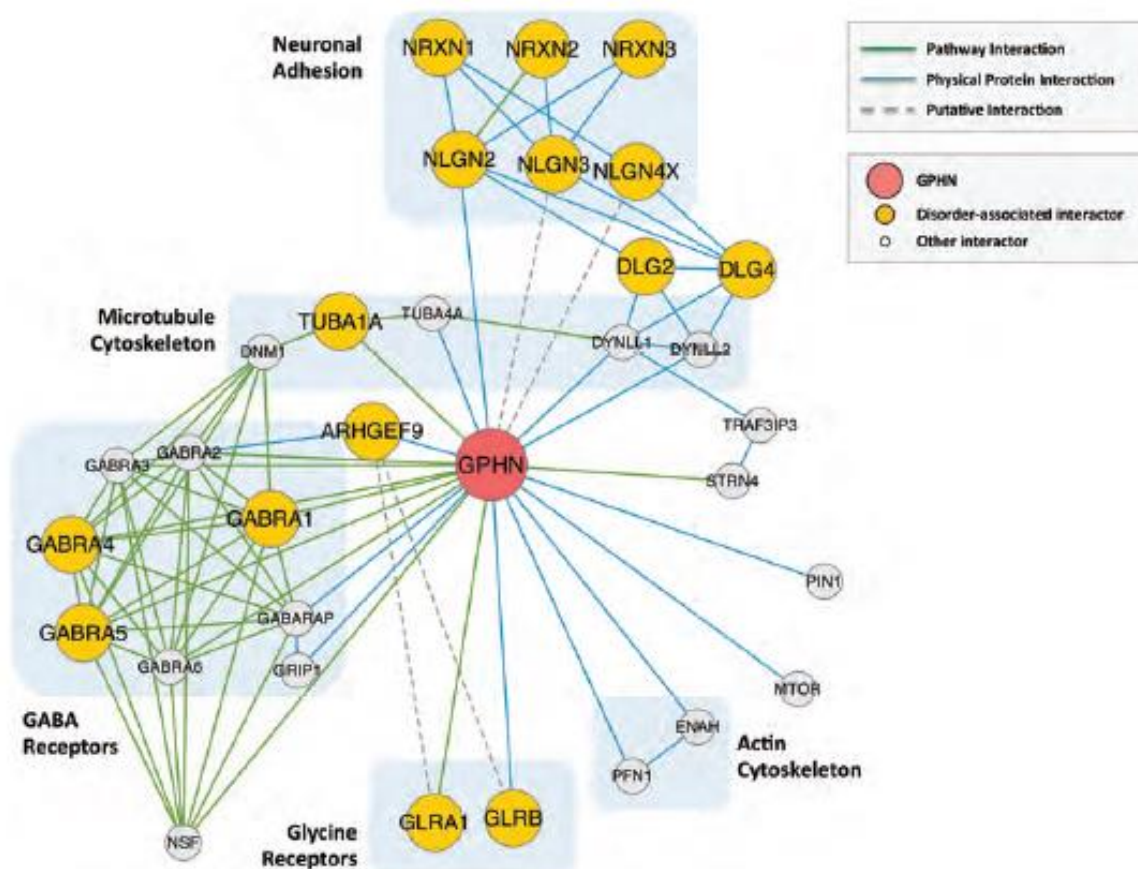 Neuronal
Adhesion
NRXN1
NRXN2
NRXN3
NLGN2
NLGN3
NLGN4X
DLG2
DLG4
Pathway Interaction
Physical Protein Interaction
Putative Interaction
GPHN
Disorder-associated interactor
Other interactor
Microtubule
Cytoskeleton
TUBA1A
TUBA4A
DNM1
DYNLL1
DYNLL2
ARHGEF9
GPHN
TRAF3IP3
STRN4
GABRA3
GABRA2
GABRA1
GABRA4
GABRA5
GABARAP
GABRA6
GRIP1
GABA
Receptors
NSF
PIN1
MTOR
ENAH
PFN1
Actin
Cytoskeleton
GLRA1
GLRB
Glycine
Receptors